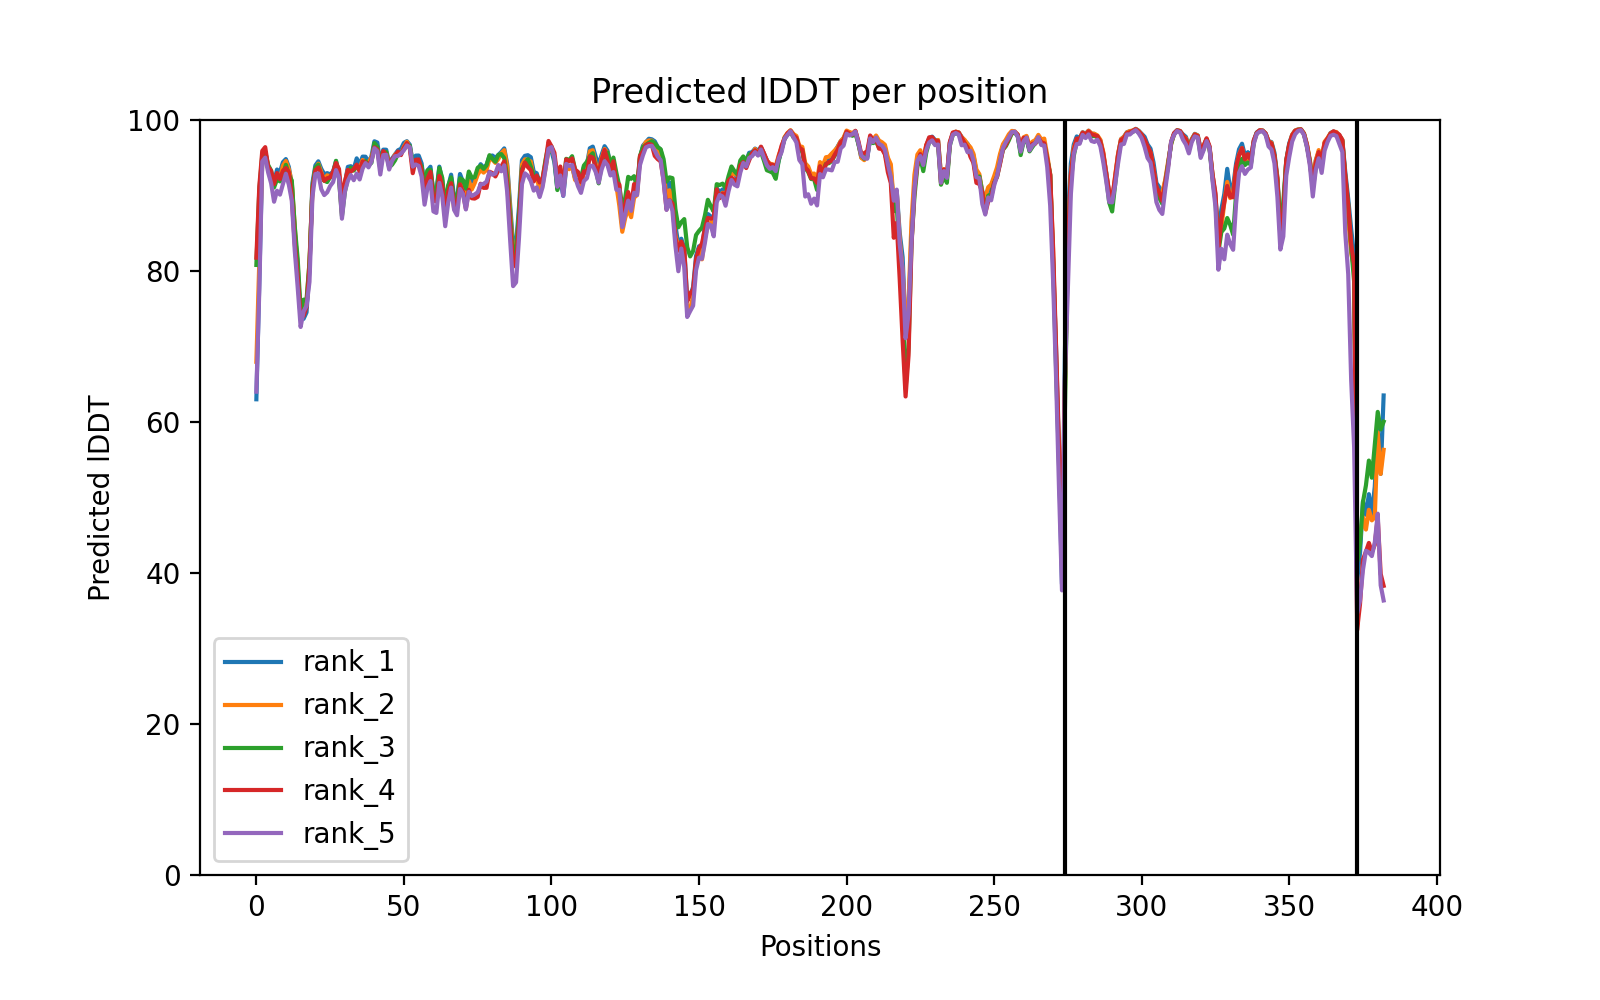 Predicted lDDT per position
Predicted lDDT
100
80
60
40
20
0
rank_1
rank_2
rank_3
rank_4
rank_5
0 50 100 150 200 250 300 350 400
Positions